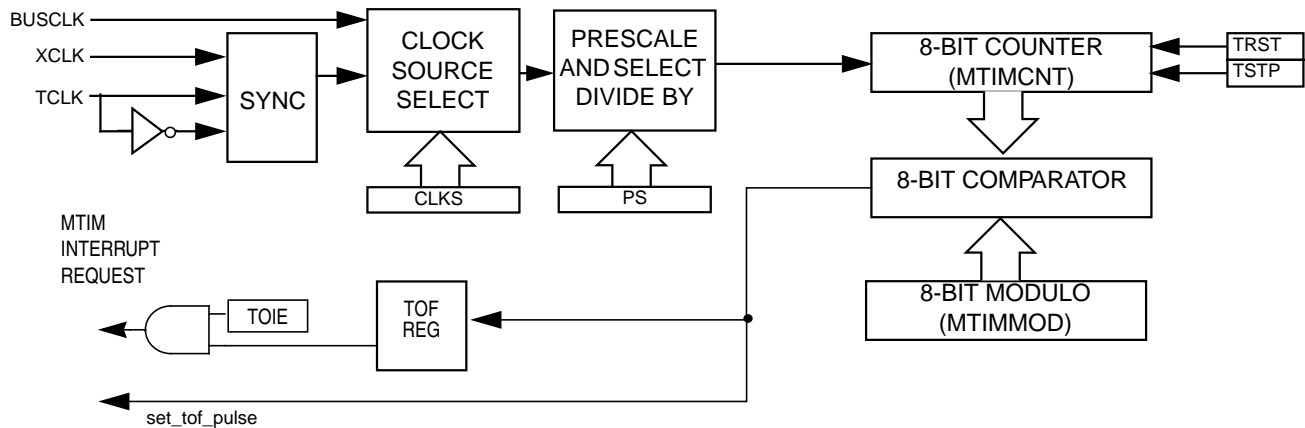 BUSCLK
XCLK
TCLK
SYNC
CLOCK
SOURCE
SELECT
PRESCALE
AND SELECT
DIVIDE BY
8-BIT COUNTER
(MTIMCNT)
TRST
TSTP
CLKS
PS
8-BIT COMPARATOR
MTIM
INTERRUPT
REQUEST
8-BIT MODULO
(MTIMMOD)
TOIE
TOF
REG
set_tof_pulse